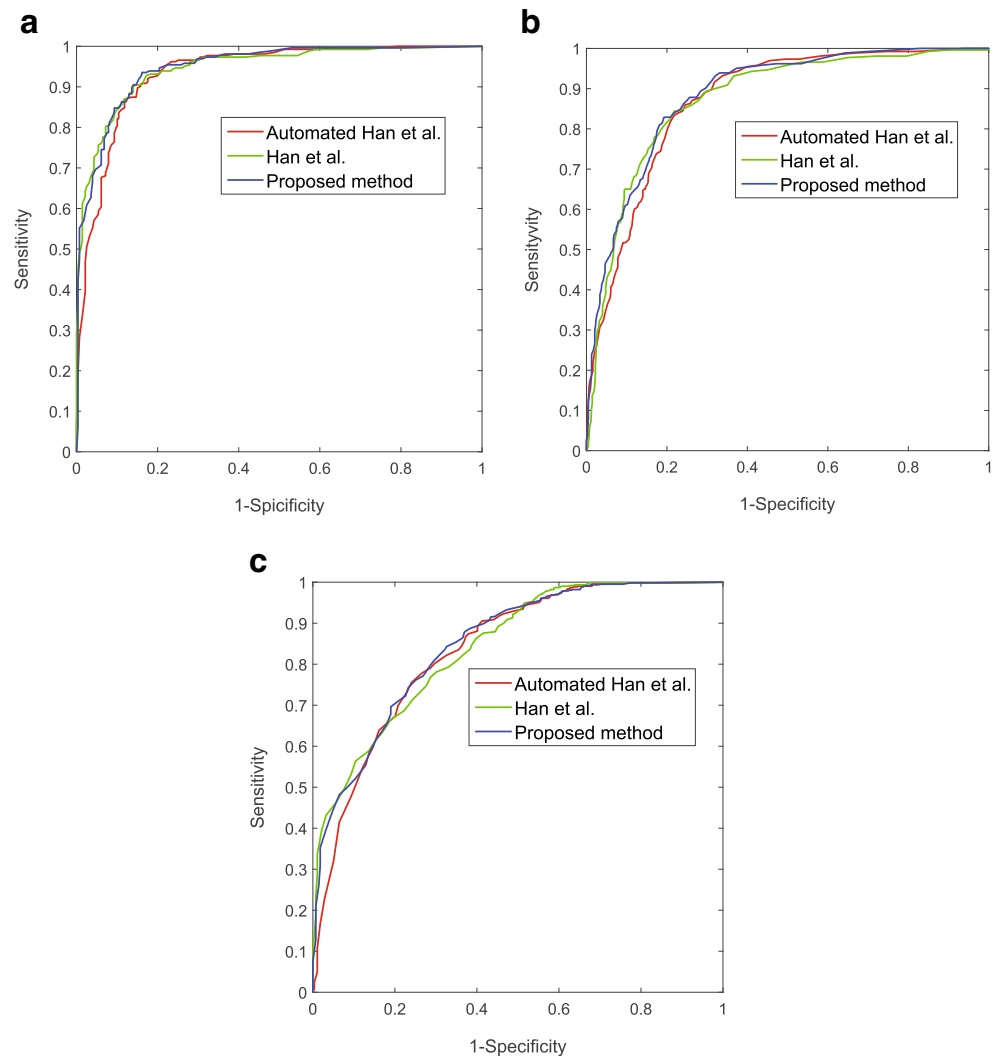 a
1
0.9
0.8
0.7
0.6
0.5
0.4
0.3
0.2
0.1
0
0
0.2
0.4
0.6
0.8
1
Sensitivity
1-Spicificity
Automated Han et al.
Han et al.
Proposed method
b
1
0.9
0.8
0.7
0.6
0.5
0.4
0.3
0.2
0.1
0
0
0.2
0.4
0.6
0.8
1
Sensityvity
1-Specificity
Automated Han et al.
Han et al.
Proposed method
c
1
0.9
0.8
0.7
0.6
0.5
0.4
0.3
0.2
0.1
0
0
0.2
0.4
0.6
0.8
1
Sensitivity
1-Specificity
Automated Han et al.
Han et al.
Proposed method